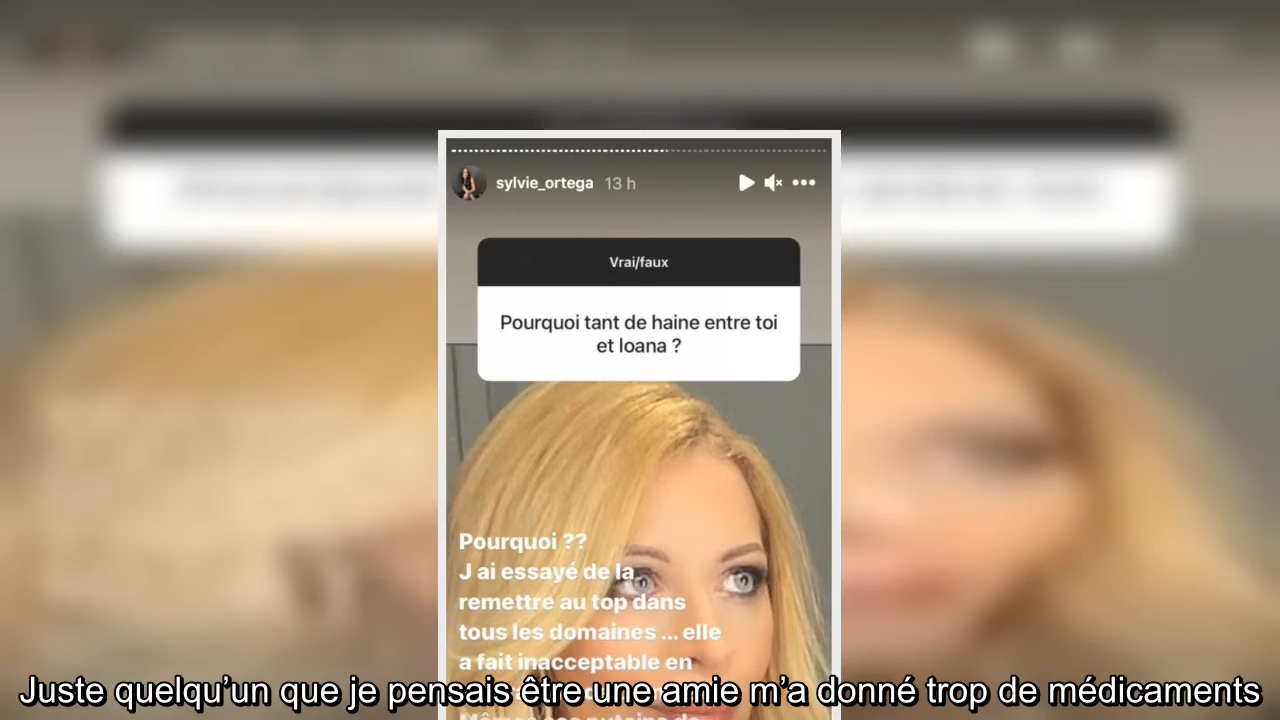 sylvie_ortega 13 h
Vrai/faux
Pourquoi tant de haine entre toi
et loana ?
Pourquoi ??
J ai essayé de la
remettre au top dans
tous les domaines ... elle
a fait inacceptable en
Juste quelqu'un que je pensais être une amie m'a donné trop de médicaments